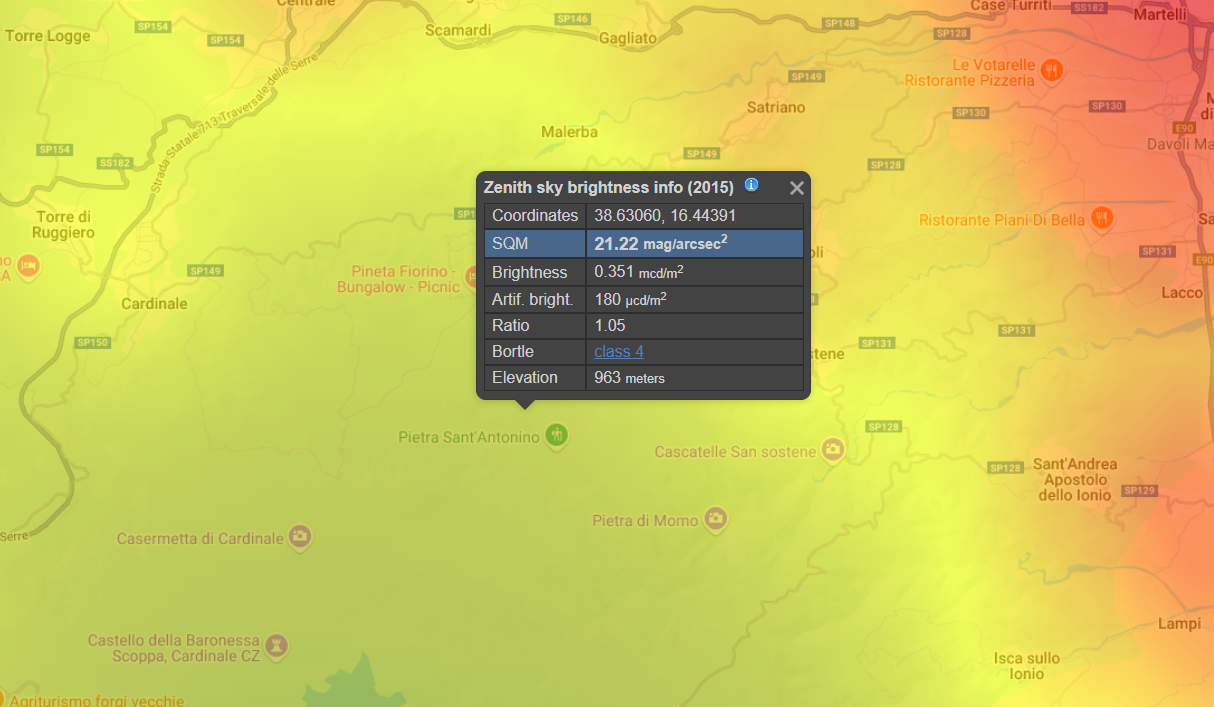 Centrale
Case Turriti
SS182
Martelli
SP154
SP146
SP148
Torre Logge
SP154
Scamardi
Gagliato
SP128
Le Votarelle
Ristorante Pizzeria
SP149
Strada Statale 713 Traversale delle Serre
Satriano
SP130
SP130
E90
Malerba
Davoli Ma
SP154
SS182
SP149
SP128
Zenith sky brightness info (2015)
Coordinates 38.63060, 16.44391
SQM 21.22 mag/arcsec²
Brightness 0.351 mcd/m²
Artif. bright. 180 μcd/m²
Ratio 1.05
Bortle class 4
Elevation 963 meters
Torre di
Ruggiero
SP1
Ristorante Piani Di Bella
SP131
E90
SP149
Pineta Fiorino -
Bungalow - Picnic
Cardinale
Lacco
SP150
SP131
SP131
stene
Pietra Sant'Antonino
SP128
Cascatelle San sostene
SP128
Sant'Andrea
Apostolo
dello Ionio
SP129
Pietra di Momo
Serre
Casermetta di Cardinale
Castello della Baronessa
Scoppa, Cardinale CZ
Lampi
Isca sullo
Ionio
Agriturismo forgi vecchie